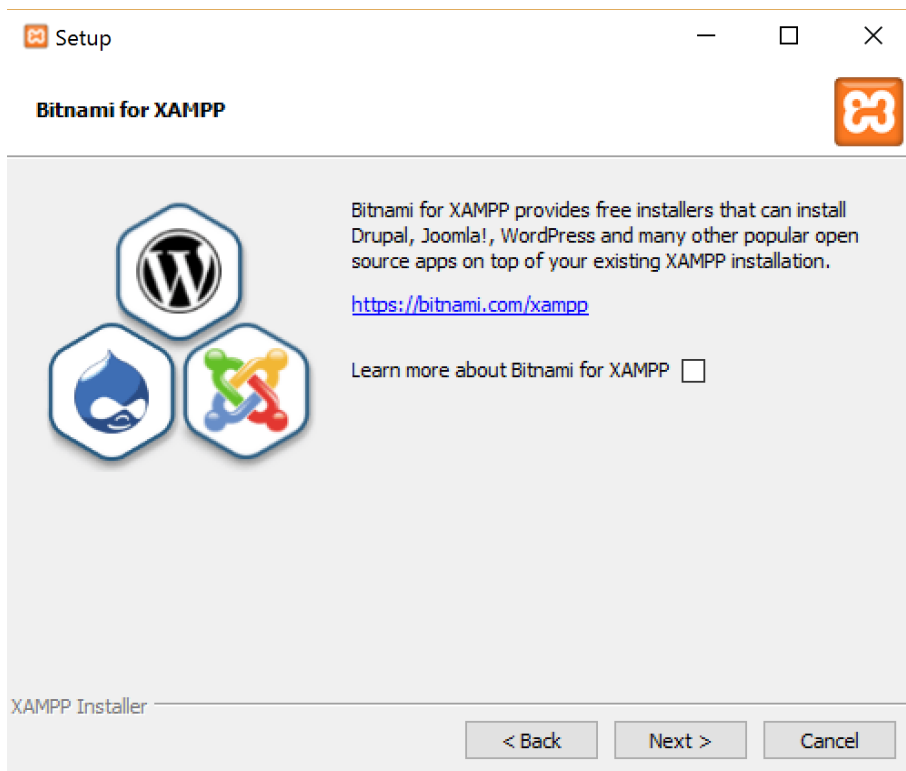 Setup
Bitnami for XAMPP
Bitnami for XAMPP provides free installers that can install
Drupal, Joomla!, WordPress and many other popular open
source apps on top of your existing XAMPP installation.
https://bitnami.com/xampp
Learn more about Bitnami for XAMPP
XAMPP Installer
< Back
Next >
Cancel